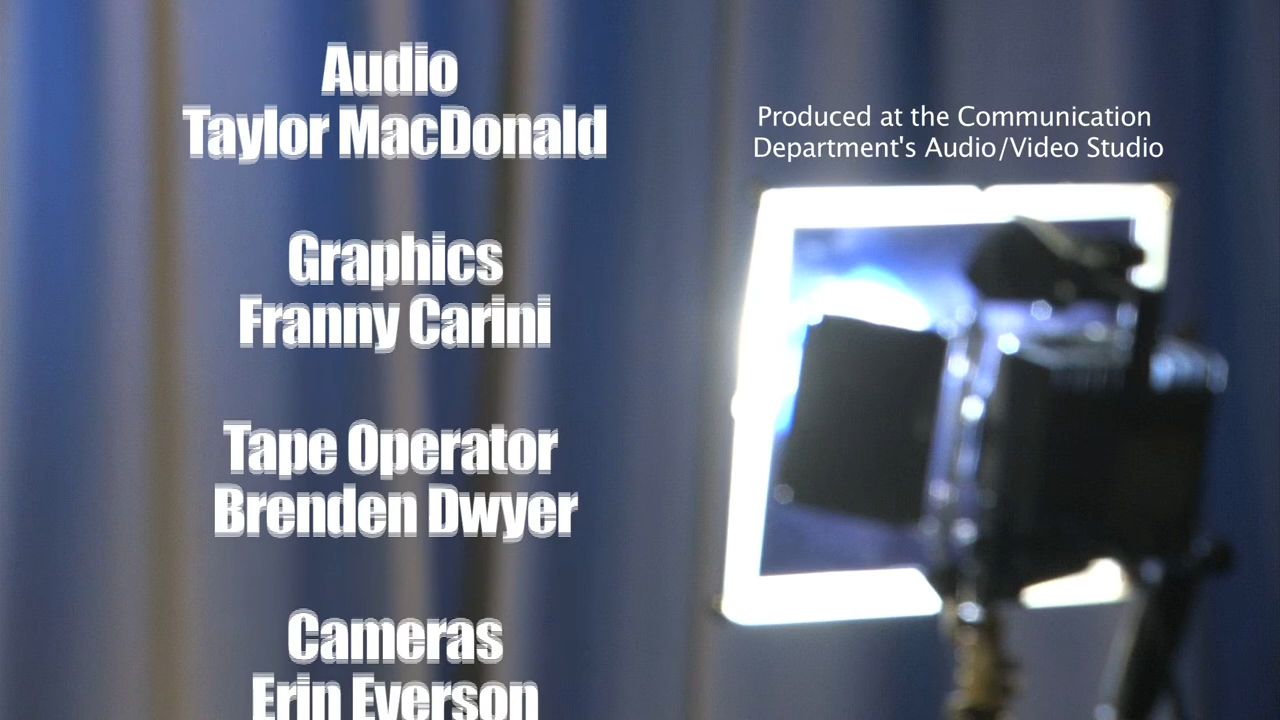 Audio
Taylor MacDonald
Graphics
Franny Carini
Tape Operator
Brenden Dwyer
Cameras
Erin Everson
Produced at the Communication
Department's Audio/Video Studio